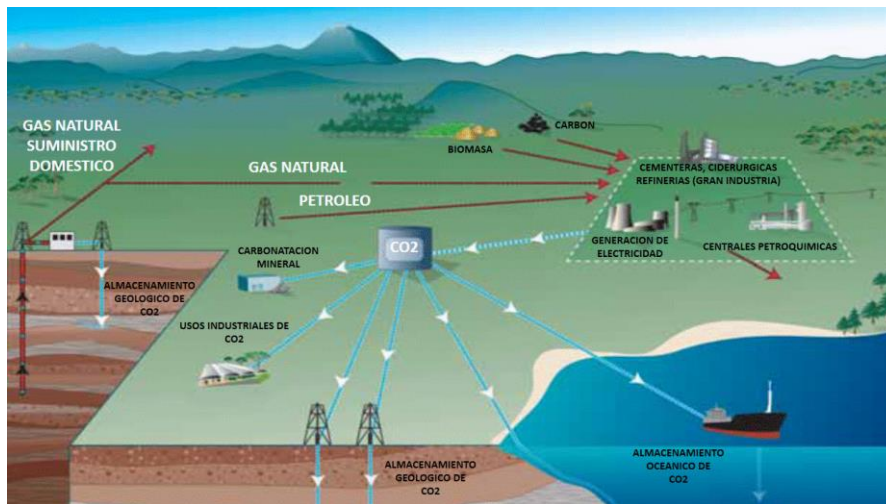 GAS NATURAL
SUMINISTRO
DOMESTICO
CARBON
BIOMASA
GAS NATURAL
PETROLEO
CEMENTERAS, CIDERURGICAS
REFINERIAS (GRAN INDUSTRIA)
GENERACION DE
ELECTRICIDAD
CENTRALES PETROQUIMICAS
CO2
CARBONATACION
MINERAL
ALMACENAMIENTO
GEOLOGICO DE
CO2
USOS INDUSTRIALES DE
CO2
ALMACENAMIENTO
GEOLOGICO DE
CO2
ALMACENAMIENTO
OCEANICO DE
CO2